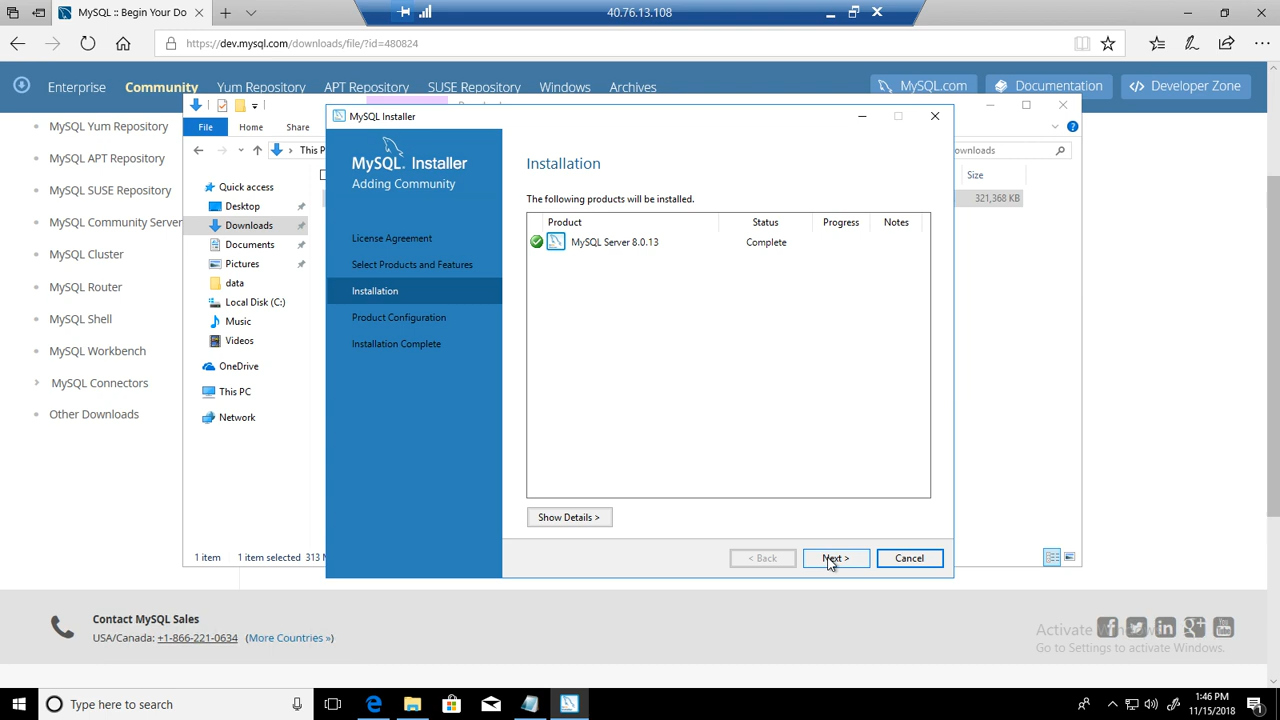 MySQL :: Begin Your Do
40.76.13.108
https://dev.mysql.com/downloads/file/?id=480824
Enterprise Community Yum Repository APT Repository SUSE Repository Windows Archives
MySQL.com Documentation </> Developer Zone
MySQL Yum Repository
MySQL APT Repository
MySQL SUSE Repository
MySQL Community Server
MySQL Cluster
MySQL Router
MySQL Shell
MySQL Workbench
MySQL Connectors
Other Downloads
File Home Share
This P
ownloads
Size
321,368 KB
Quick access
Desktop
Downloads
Documents
Pictures
data
Local Disk (C:)
Music
Videos
OneDrive
This PC
Network
1 item 1 item selected 313 M
MySQL Installer
MySQL. Installer
Adding Community
License Agreement
Select Products and Features
Installation
Product Configuration
Installation Complete
Installation
The following products will be installed.
Product Status Progress Notes
MySQL Server 8.0.13 Complete
Show Details >
< Back Next > Cancel
Contact MySQL Sales
USA/Canada: +1-866-221-0634 (More Countries »)
Activate Windows
Go to Settings to activate Windows.
Type here to search
1:46 PM
11/15/2018